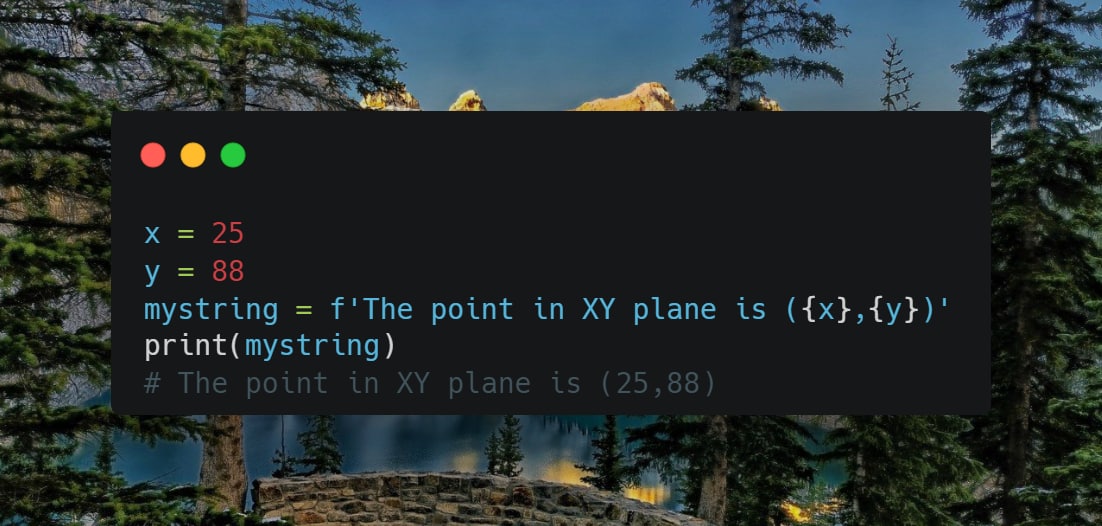 x = 25
y = 88
mystring = f'The point in XY plane is ({x},{y})'
print(mystring)
# The point in XY plane is (25,88)